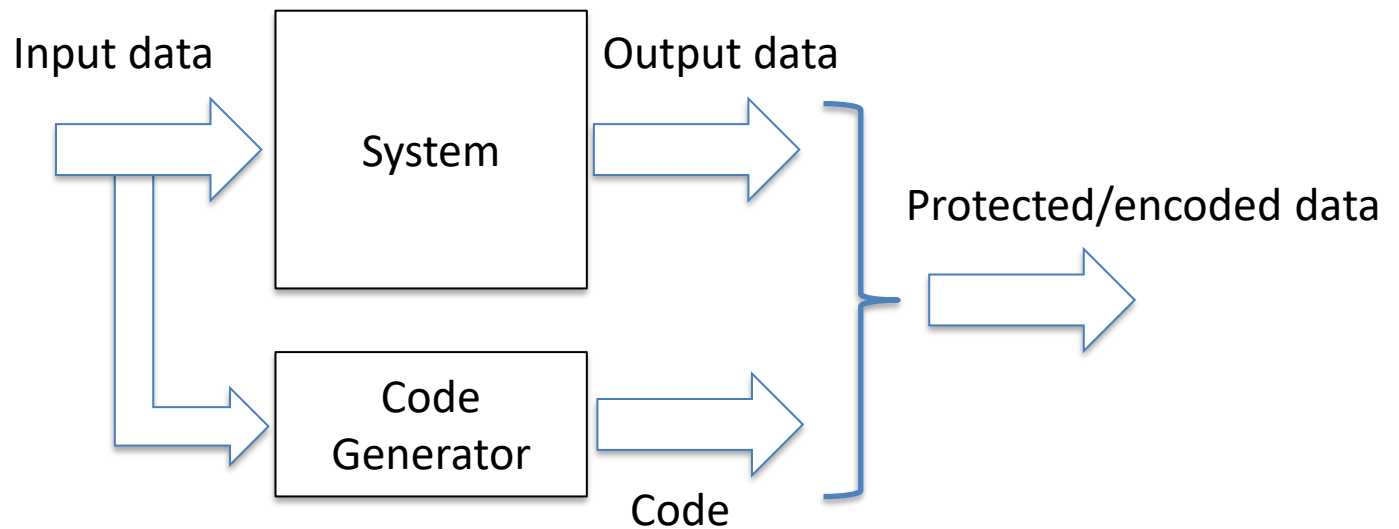 Input data
Output data
System
Protected/encoded data
Code
Generator
Code